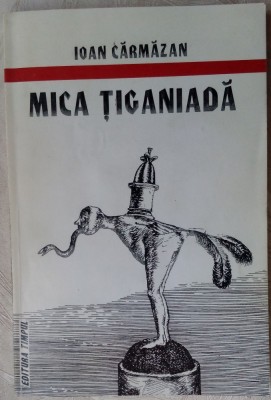 IOAN CĂRMĂZAN
MICA ȚIGANIADĂ
EDITURA TIMPUL